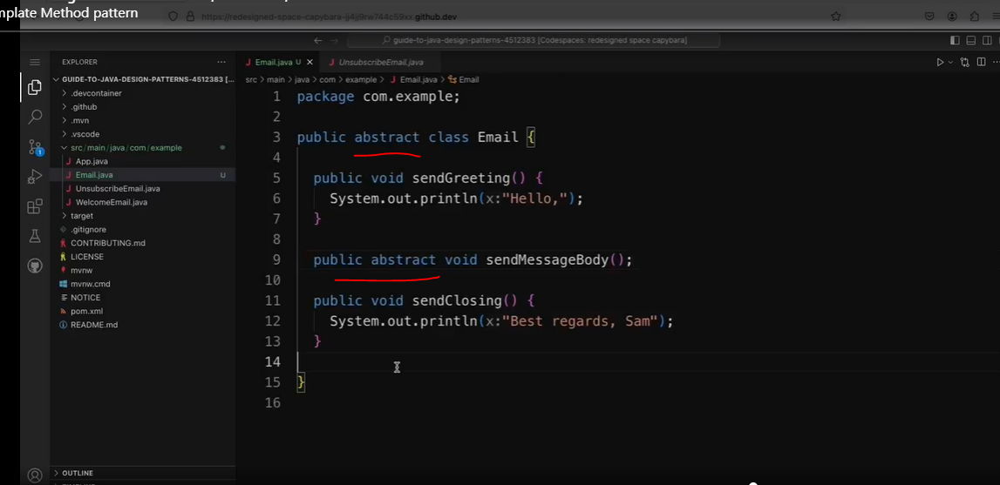 mplate Method pattern
https://redesigned-space-capybara-jj4jj9rw744c59xx.github.dev
guide-to-java-design-patterns-4512383 [Codespaces: redesigned space capybara]
EXPLORER
GUIDE-TO-JAVA-DESIGN-PATTERNS-4512383 [...
.devcontainer
.github
.mvn
.vscode
src / main / java / com / example
App.java
Email.java U
UnsubscribeEmail.java
WelcomeEmail.java
target
.gitignore
CONTRIBUTING.md
LICENSE
mvnw
mvnw.cmd
NOTICE
pom.xml
README.md
OUTLINE
1
Email.java U
UnsubscribeEmail.java
src > main > java > com > example > Email.java > Email
1 package com.example;
2
3 public abstract class Email {
4
5 public void sendGreeting() {
6 System.out.println(x:"Hello,");
7 }
8
9 public abstract void sendMessageBody();
10
11 public void sendClosing() {
12 System.out.println(x:"Best regards, Sam");
13 }
14
15 }
16